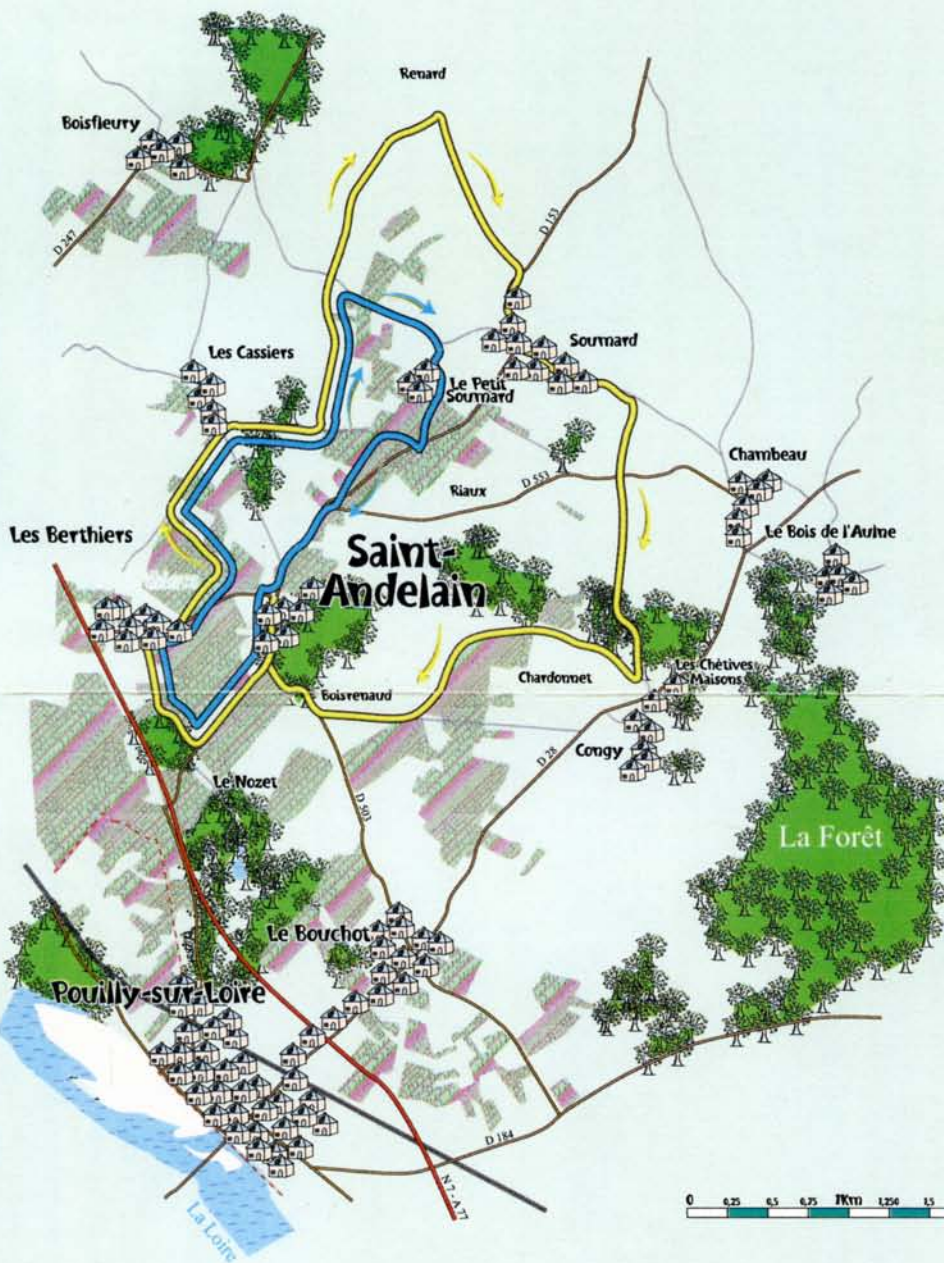 Renard
Boisfleury
D 247
D 153
Les Cassiers
Soumard
Le Petit
Soumard
Chambeau
D 553
Riaux
Les Berthiers
Le Bois de l'Aulne
Saint-
Andelain
Les Chétives
Maisons
Chardonnet
Boisrenaud
Congy
D 28
Le Nozet
D 503
La Forêt
Le Bouchot
Pouilly-sur-Loire
D 184
N 7 - A 77
La Loire
0 0,25 0,5 0,75 1Km 1,250 1,5